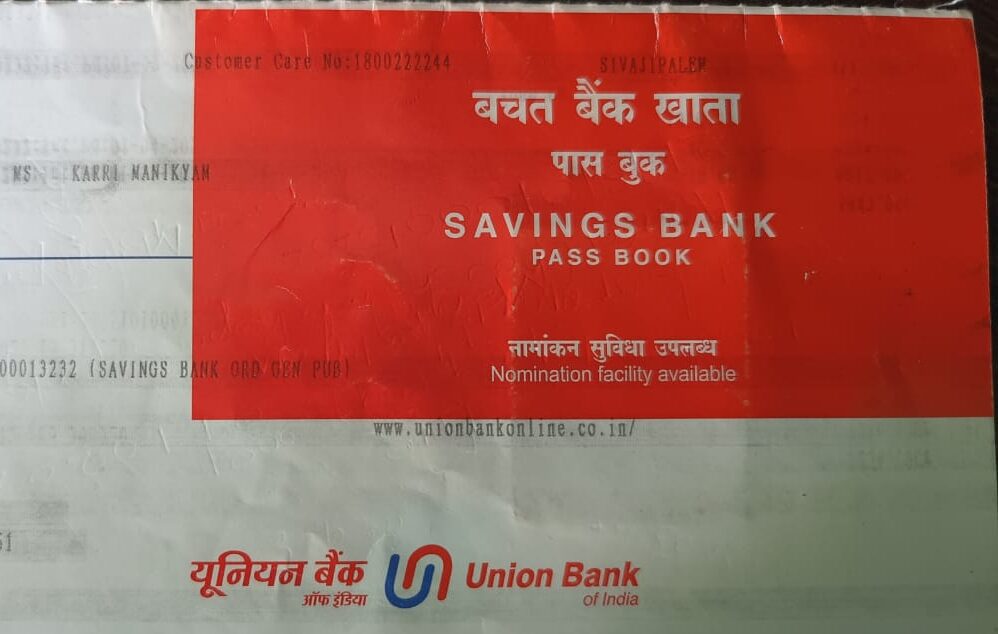 Customer Care No:1800222244 SIVAJIPALEM
बचत बैंक खाता
पास बुक
MS. KARRI MANIKYAM
SAVINGS BANK
PASS BOOK
नामांकन सुविधा उपलब्ध
00013232 (SAVINGS BANK ORD GEN PUB)
Nomination facility available
www.unionbankonline.co.in/
51
यूनियन बैंक Union Bank
ऑफ इंडिया of India